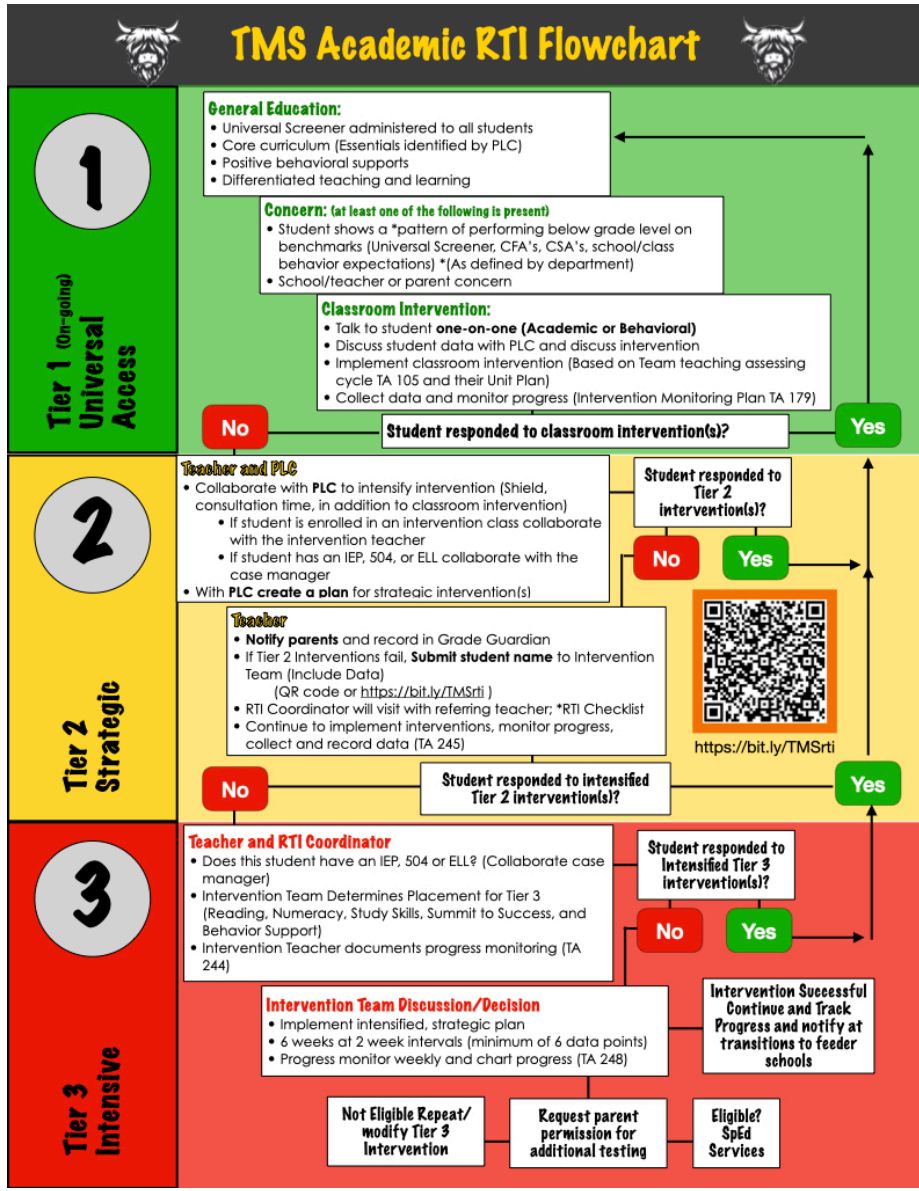 TMS Academic RTI Flowchart
1
Tier 1 (On-going)
Universal
Access
General Education:
• Universal Screener administered to all students
• Core curriculum (Essentials identified by PLC)
• Positive behavioral supports
• Differentiated teaching and learning
Concern: (at least one of the following is present)
• Student shows a *pattern of performing below grade level on
benchmarks (Universal Screener, CFA's, CSA's, school/class
behavior expectations) *(As defined by department)
• School/teacher or parent concern
Classroom Intervention:
• Talk to student one-on-one (Academic or Behavioral)
• Discuss student data with PLC and discuss intervention
• Implement classroom intervention (Based on Team teaching assessing
cycle TA 105 and their Unit Plan)
• Collect data and monitor progress (Intervention Monitoring Plan TA 179)
No
Student responded to classroom intervention(s)?
Yes
2
Tier 2
Strategic
Teacher and PLC
• Collaborate with PLC to intensify intervention (Shield,
consultation time, in addition to classroom intervention)
• If student is enrolled in an intervention class collaborate
with the intervention teacher
• If student has an IEP, 504, or ELL collaborate with the
case manager
• With PLC create a plan for strategic intervention(s)
Student responded to
Tier 2
intervention(s)?
No
Yes
Teacher
• Notify parents and record in Grade Guardian
• If Tier 2 Interventions fail, Submit student name to Intervention
Team (Include Data)
(QR code or https://bit.ly/TMSrti )
• RTI Coordinator will visit with referring teacher; *RTI Checklist
• Continue to implement interventions, monitor progress,
collect and record data (TA 245)
https://bit.ly/TMSrti
No
Student responded to intensified
Tier 2 intervention(s)?
Yes
3
Tier 3
Intensive
Teacher and RTI Coordinator
• Does this student have an IEP, 504 or ELL? (Collaborate case
manager)
• Intervention Team Determines Placement for Tier 3
(Reading, Numeracy, Study Skills, Summit to Success, and
Behavior Support)
• Intervention Teacher documents progress monitoring (TA
244)
Student responded to
Intensified Tier 3
intervention(s)?
No
Yes
Intervention Team Discussion/Decision
• Implement intensified, strategic plan
• 6 weeks at 2 week intervals (minimum of 6 data points)
• Progress monitor weekly and chart progress (TA 248)
Intervention Successful
Continue and Track
Progress and notify at
transitions to feeder
schools
Not Eligible Repeat/
modify Tier 3
Intervention
Request parent
permission for
additional testing
Eligible?
SpEd
Services